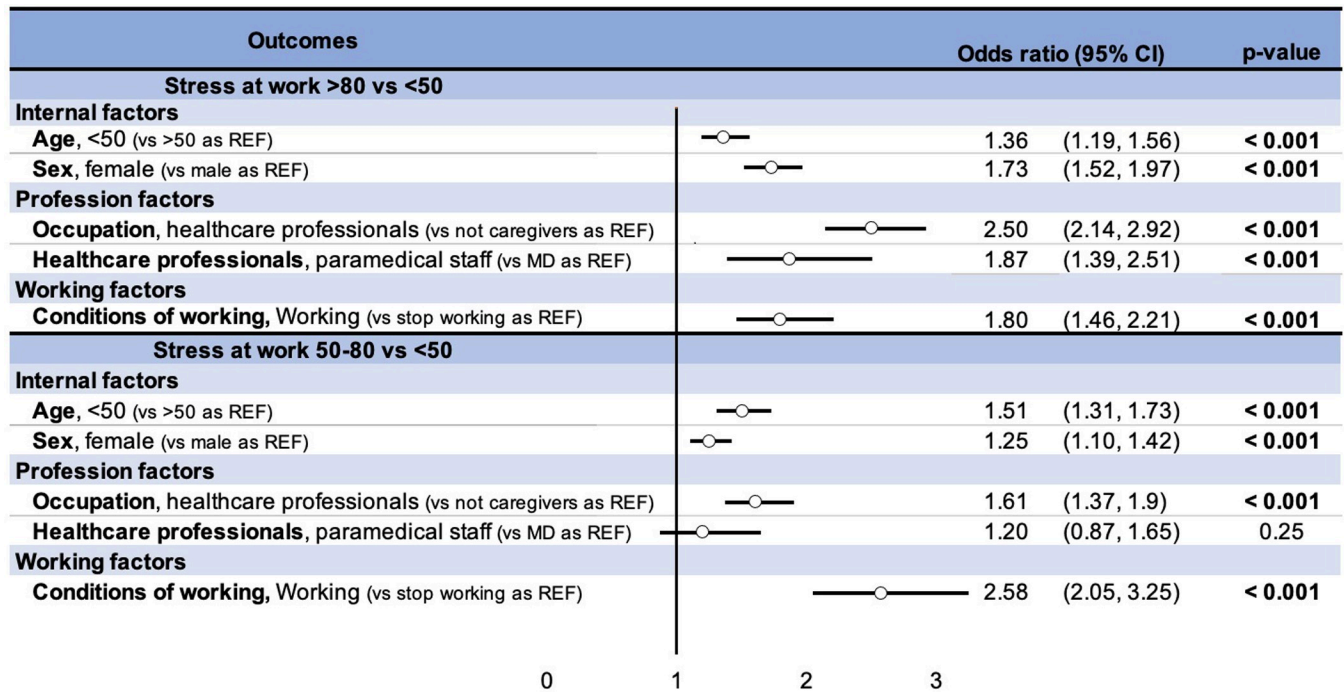 Outcomes Odds ratio (95% CI) p-value
Stress at work >80 vs <50
Internal factors
Age, <50 (vs >50 as REF) 1.36 (1.19, 1.56) < 0.001
Sex, female (vs male as REF) 1.73 (1.52, 1.97) < 0.001
Profession factors
Occupation, healthcare professionals (vs not caregivers as REF) 2.50 (2.14, 2.92) < 0.001
Healthcare professionals, paramedical staff (vs MD as REF) 1.87 (1.39, 2.51) < 0.001
Working factors
Conditions of working, Working (vs stop working as REF) 1.80 (1.46, 2.21) < 0.001
Stress at work 50-80 vs <50
Internal factors
Age, <50 (vs >50 as REF) 1.51 (1.31, 1.73) < 0.001
Sex, female (vs male as REF) 1.25 (1.10, 1.42) < 0.001
Profession factors
Occupation, healthcare professionals (vs not caregivers as REF) 1.61 (1.37, 1.9) < 0.001
Healthcare professionals, paramedical staff (vs MD as REF) 1.20 (0.87, 1.65) 0.25
Working factors
Conditions of working, Working (vs stop working as REF) 2.58 (2.05, 3.25) < 0.001
0 1 2 3